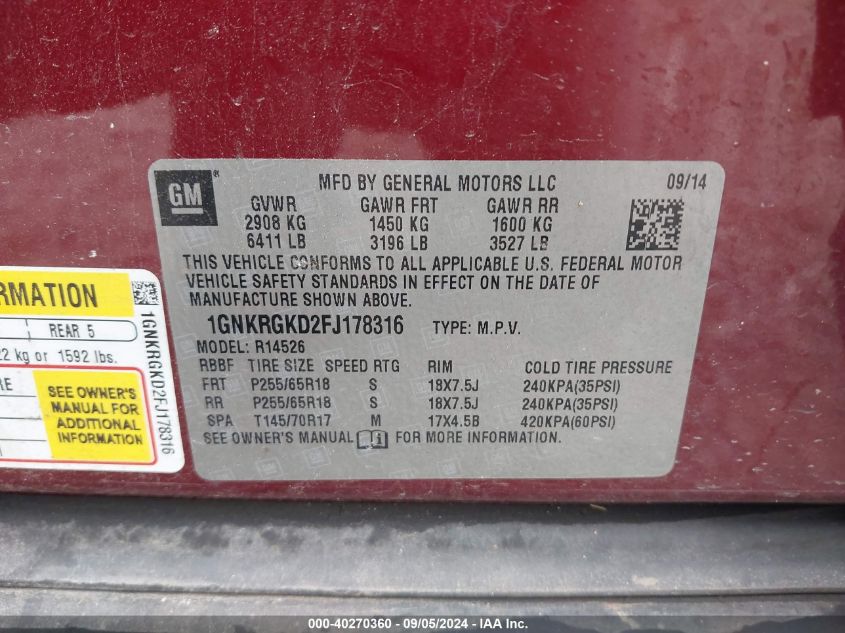 GM
MFD BY GENERAL MOTORS LLC 09/14
GVWR GAWR FRT GAWR RR
2908 KG 1450 KG 1600 KG
6411 LB 3196 LB 3527 LB
THIS VEHICLE CONFORMS TO ALL APPLICABLE U.S. FEDERAL MOTOR
VEHICLE SAFETY STANDARDS IN EFFECT ON THE DATE OF
MANUFACTURE SHOWN ABOVE.
1GNKRGKD2FJ178316 TYPE: M.P.V.
MODEL: R14526
RBBF TIRE SIZE SPEED RTG RIM COLD TIRE PRESSURE
FRT P255/65R18 S 18X7.5J 240KPA(35PSI)
RR P255/65R18 S 18X7.5J 240KPA(35PSI)
SPA T145/70R17 M 17X4.5B 420KPA(60PSI)
SEE OWNER'S MANUAL FOR MORE INFORMATION.
RMATION
REAR 5
22 kg or 1592 lbs.
RE
SEE OWNER'S
MANUAL FOR
ADDITIONAL
INFORMATION
1GNKRGKD2FJ178316
000-40270360 - 09/05/2024 - IAA Inc.